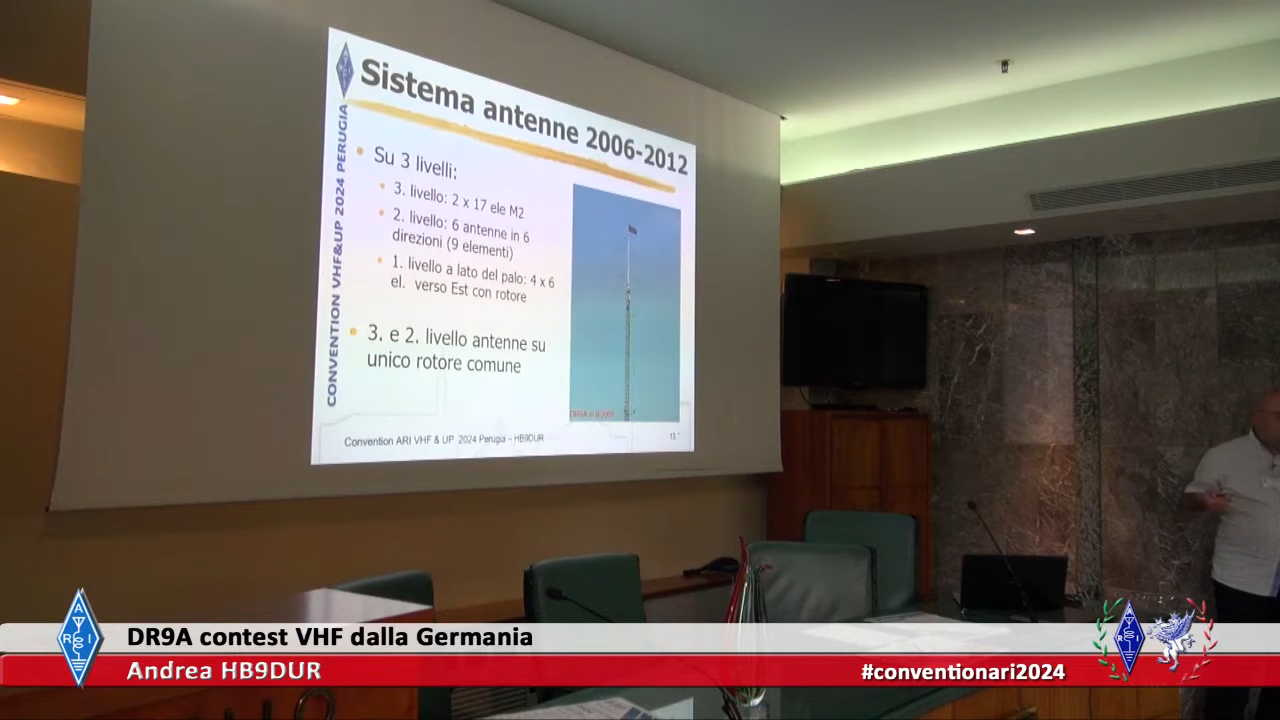 Sistema antenne 2006-2012
CONVENTION VHF&UP 2024 PERUGIA
• Su 3 livelli:
• 3. livello: 2 x 17 ele M2
• 2. livello: 6 antenne in 6
direzioni (9 elementi)
• 1. livello a lato del palo: 4 x 6
el. verso Est con rotore
• 3. e 2. livello antenne su
unico rotore comune
Convention ARI VHF & UP 2024 Perugia – HB9DUR
13
A
R I
DR9A contest VHF dalla Germania
Andrea HB9DUR
#conventionari2024